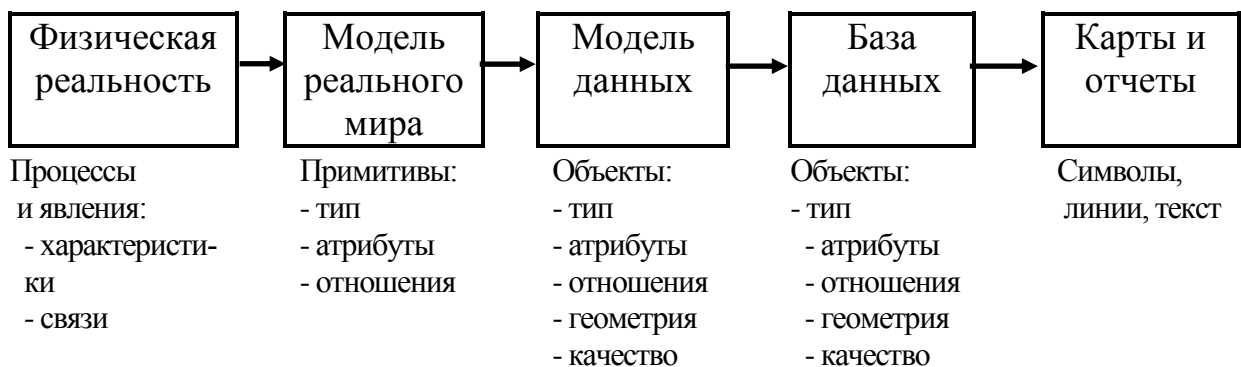 Физическая
реальность
Модель
реального
мира
Модель
данных
База
данных
Карты и
отчеты
Процессы
и явления:
- характеристи-
ки
- связи
Примитивы:
- тип
- атрибуты
- отношения
Объекты:
- тип
- атрибуты
- отношения
- геометрия
- качество
Объекты:
- тип
- атрибуты
- отношения
- геометрия
- качество
Символы,
линии, текст